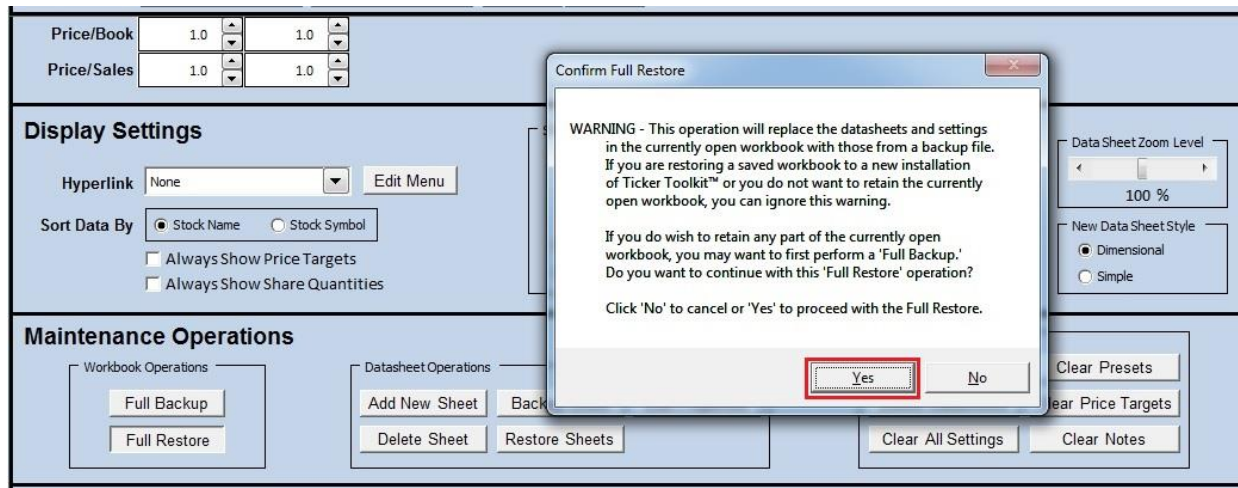 Price/Book 1.0 1.0
Price/Sales 1.0 1.0
Confirm Full Restore
WARNING - This operation will replace the datasheets and settings
in the currently open workbook with those from a backup file.
If you are restoring a saved workbook to a new installation
of Ticker Toolkit™ or you do not want to retain the currently
open workbook, you can ignore this warning.
If you do wish to retain any part of the currently open
workbook, you may want to first perform a 'Full Backup.'
Do you want to continue with this 'Full Restore' operation?
Click 'No' to cancel or 'Yes' to proceed with the Full Restore.
Yes No
Display Settings
Hyperlink None Edit Menu
Sort Data By Stock Name Stock Symbol
Always Show Price Targets
Always Show Share Quantities
Data Sheet Zoom Level
100 %
New Data Sheet Style
Dimensional
Simple
Maintenance Operations
Workbook Operations
Full Backup
Full Restore
Datasheet Operations
Add New Sheet Back
Delete Sheet Restore Sheets
Clear Presets
lear Price Targets
Clear All Settings Clear Notes